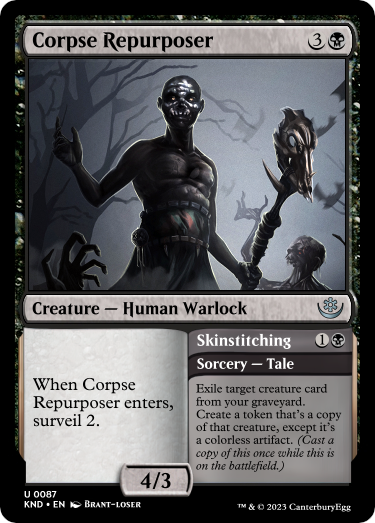 Corpse Repurposer 3
Creature — Human Warlock
When Corpse
Repurposer enters,
surveil 2.
Skinstitching 1
Sorcery — Tale
Exile target creature card
from your graveyard.
Create a token that's a copy
of that creature, except it's
a colorless artifact. (Cast a
copy of this once while this is
on the battlefield.)
4/3
U 0087
KND • EN Brant-loser
™ & © 2023 CanterburyEgg